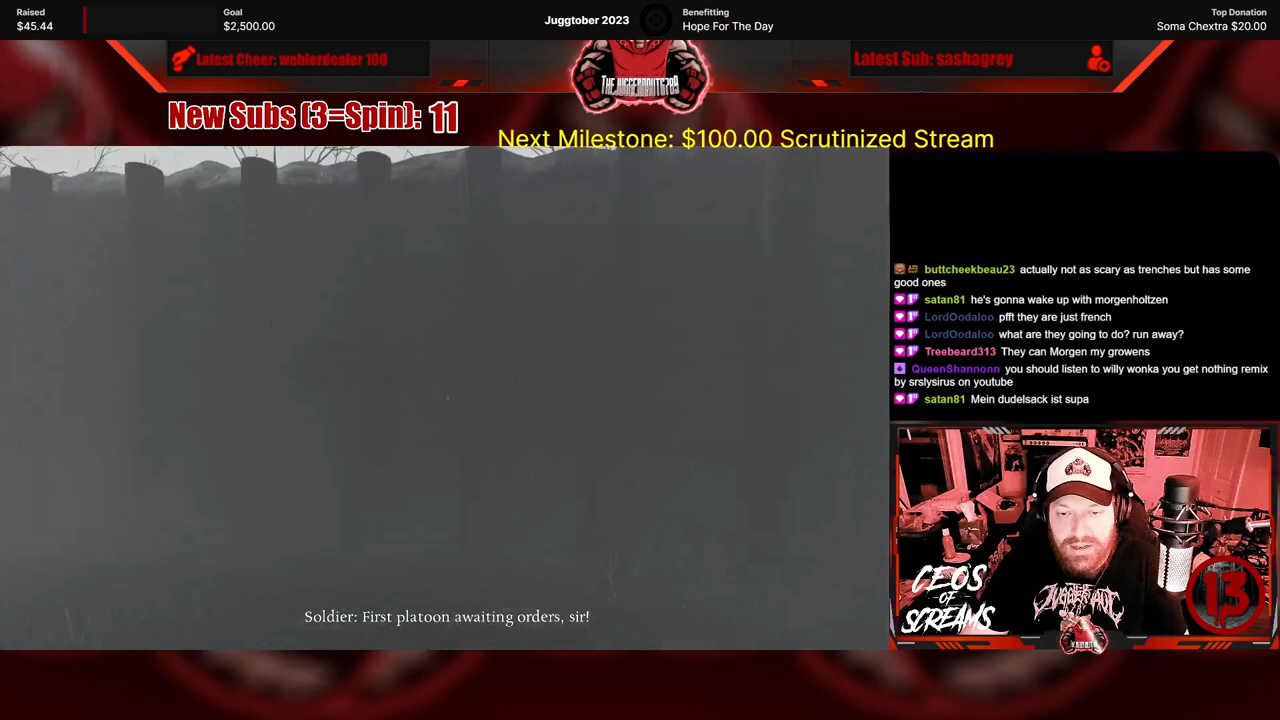 Raised
$45.44
Goal
$2,500.00
Juggtober 2023
Benefitting
Hope For The Day
Top Donation
Soma Chextra $20.00
Latest Cheer: wehlerdealer 100
THEJUGGERNAUT6789
Latest Sub: sashagrey
New Subs (3=Spin): 11
Next Milestone: $100.00 Scrutinized Stream
buttcheekbeau23 actually not as scary as trenches but has some
good ones
satan81 he's gonna wake up with morgenholtzen
LordOodaloo pfft they are just french
LordOodaloo what are they going to do? run away?
Treebeard313 They can Morgen my growens
QueenShannonn you should listen to willy wonka you get nothing remix
by srslysirus on youtube
satan81 Mein dudelsack ist supa
CEOS
OF
SCREAMS
13
Soldier: First platoon awaiting orders, sir!